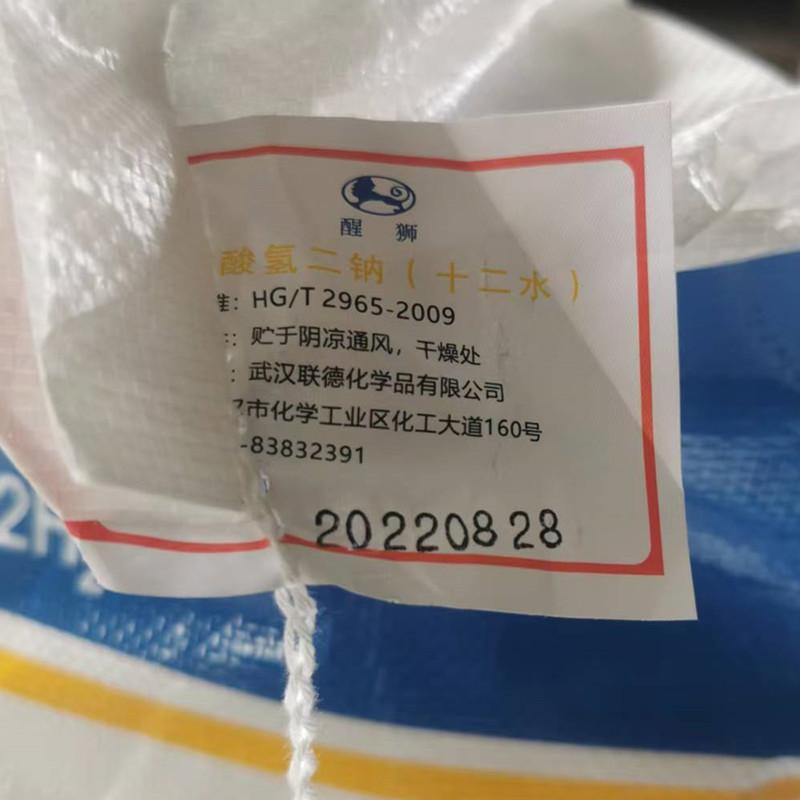 醒狮
酸氢二钠（十二水）
准：HG/T 2965-2009
：贮于阴凉通风，干燥处
：武汉联德化学品有限公司
市化学工业区化工大道160号
-83832391
20220828
2H₂